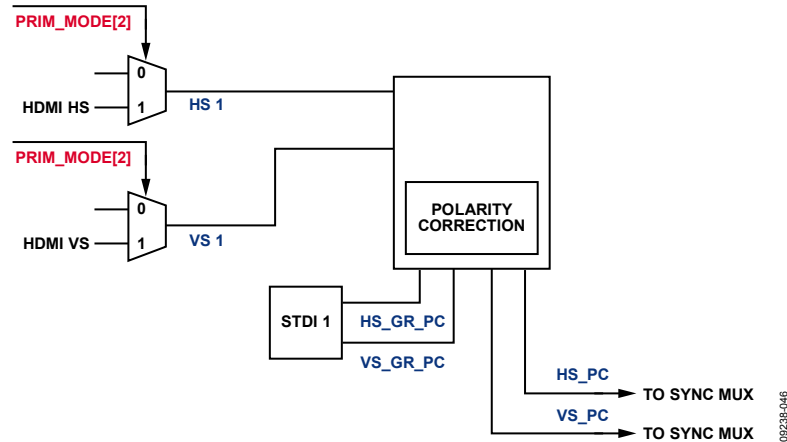 PRIM_MODE[2]
0
HDMI HS
1
HS 1
PRIM_MODE[2]
0
HDMI VS
1
VS 1
POLARITY
CORRECTION
STDI 1
HS_GR_PC
VS_GR_PC
HS_PC
TO SYNC MUX
VS_PC
TO SYNC MUX
09238-046